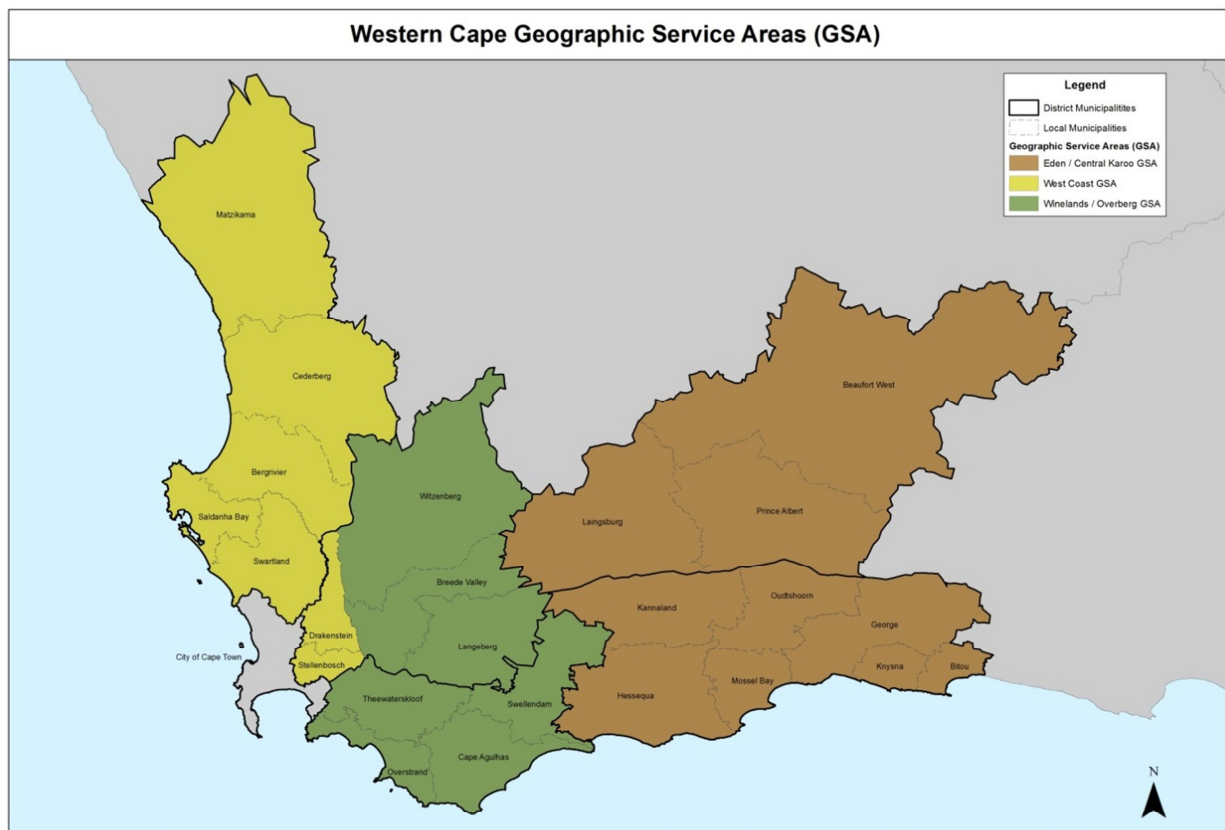 Western Cape Geographic Service Areas (GSA)
Legend
District Municipalitites
Local Municipalities
Geographic Service Areas (GSA)
Eden / Central Karoo GSA
West Coast GSA
Winelands / Overberg GSA
Matzikama
Cederberg
Beaufort West
Bergrivier
Witzenberg
Saldanha Bay
Laingsburg
Prince Albert
Swartland
Breede Valley
Oudtshoorn
Kannaland
George
Drakenstein
Langeberg
City of Cape Town
Stellenbosch
Knysna
Bitou
Mossel Bay
Hessequa
Theewaterskloof
Swellendam
Cape Agulhas
Overstrand
N